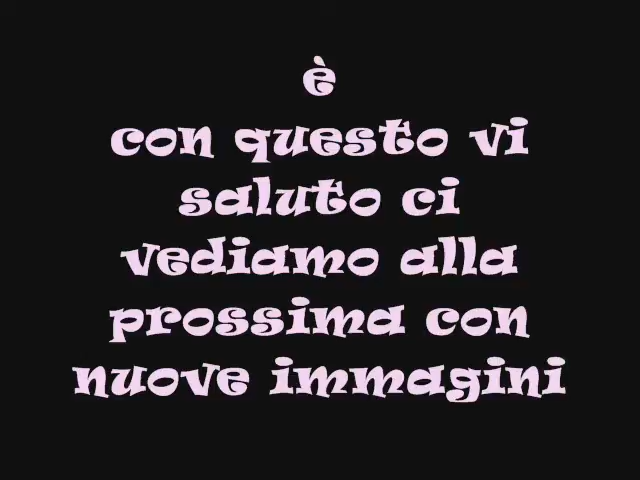 è
con questo vi
saluto ci
vediamo alla
prossima con
nuove immagini